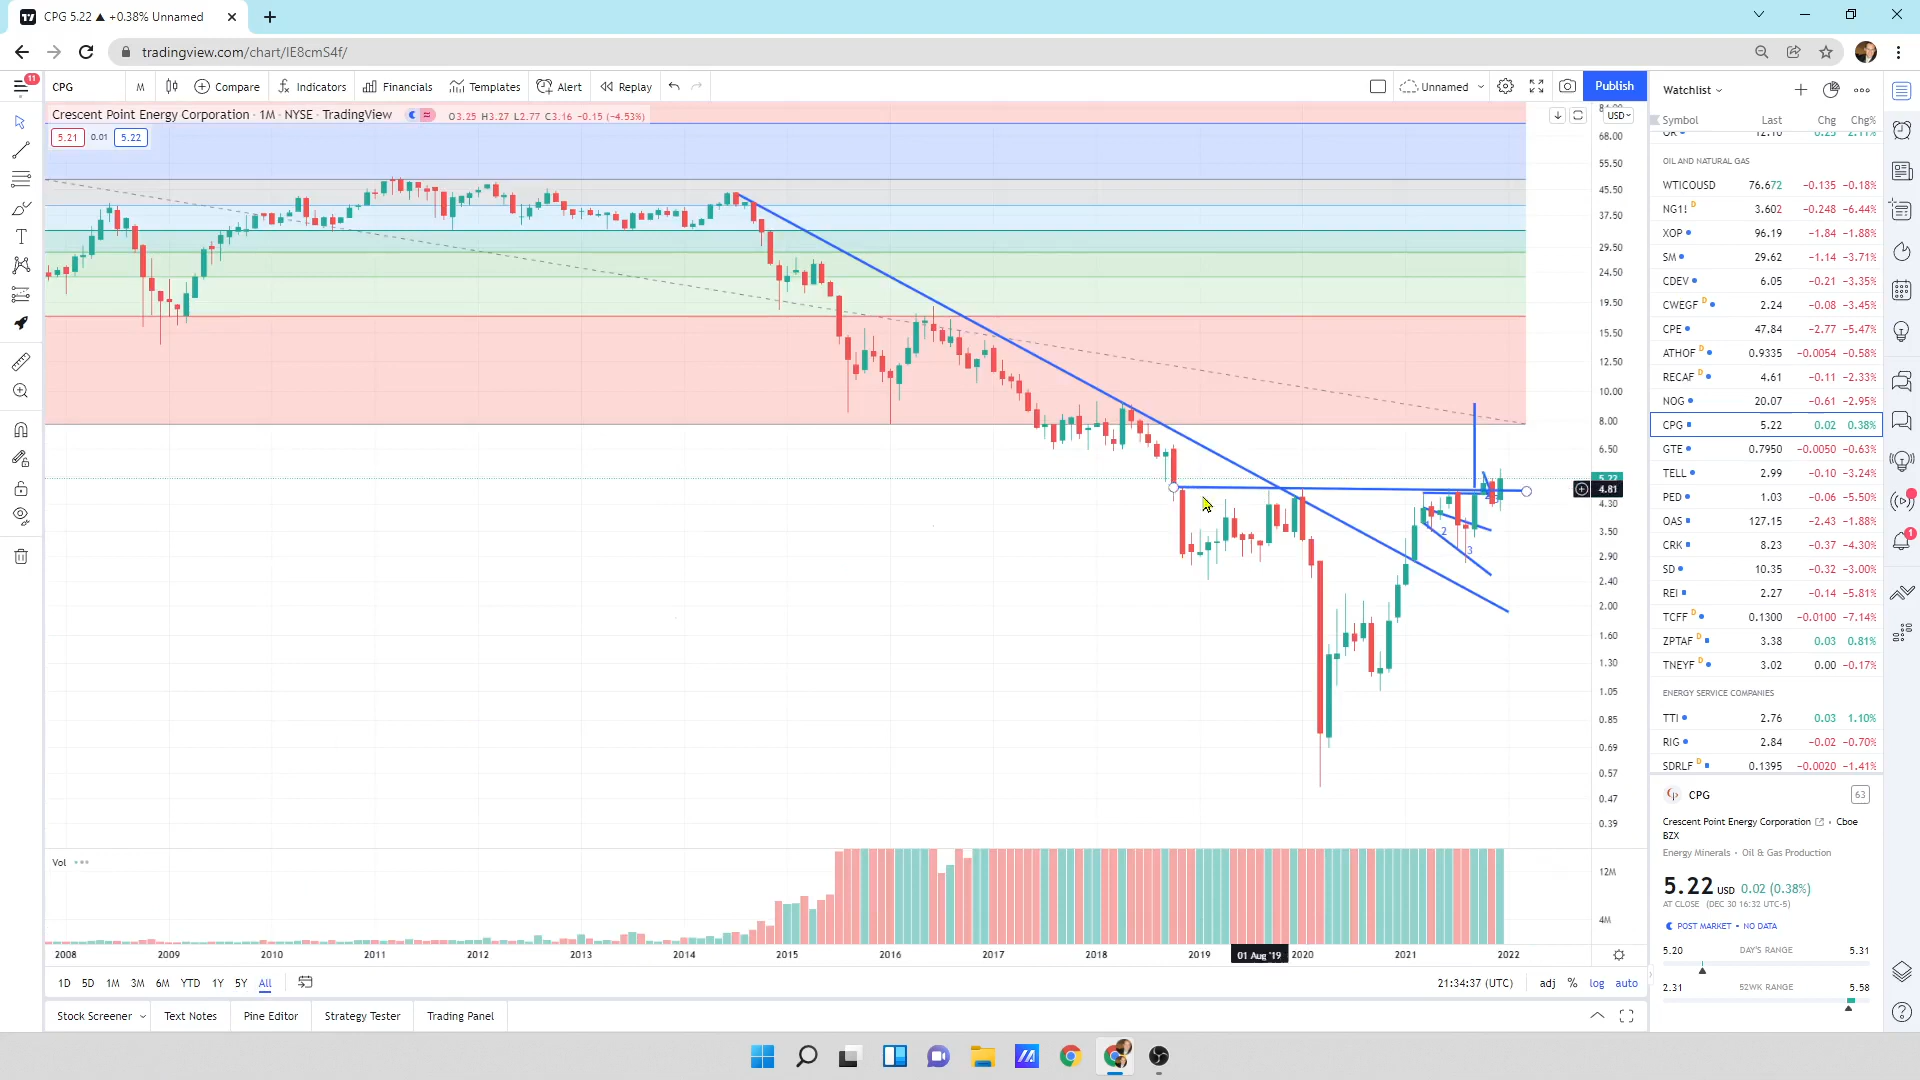 CPG 5.22 ▲ +0.38% Unnamed
tradingview.com/chart/IE8cmS4f/
11
CPG M Compare Indicators Financials Templates Alert Replay Unnamed Publish
Crescent Point Energy Corporation · 1M · NYSE · TradingView O3.25 H3.27 L2.77 C3.16 −0.15 (−4.53%)
5.21 0.01 5.22
USD
68.00
55.50
45.50
37.50
29.50
24.50
19.50
15.50
12.50
10.00
8.00
6.50
5.22
4.81
4.30
3.50
2.90
2.40
2.00
1.60
1.30
1.05
0.85
0.69
0.57
0.47
0.39
2
3
Vol
12M
4M
2008 2009 2010 2011 2012 2013 2014 2015 2016 2017 2018 2019 01 Aug '19 2020 2021 2022
1D 5D 1M 3M 6M YTD 1Y 5Y All 21:34:37 (UTC) adj % log auto
Stock Screener Text Notes Pine Editor Strategy Tester Trading Panel
Watchlist
Symbol Last Chg Chg%
OIL AND NATURAL GAS
WTICOUSD 76.672 −0.135 −0.18%
NG1! D 3.602 −0.248 −6.44%
XOP 96.19 −1.84 −1.88%
SM 29.62 −1.14 −3.71%
CDEV 6.05 −0.21 −3.35%
CWEGF D 2.24 −0.08 −3.45%
CPE 47.84 −2.77 −5.47%
ATHOF D 0.9335 −0.0054 −0.58%
RECAF D 4.61 −0.11 −2.33%
NOG 20.07 −0.61 −2.95%
CPG 5.22 0.02 0.38%
GTE 0.7950 −0.0050 −0.63%
TELL 2.99 −0.10 −3.24%
PED 1.03 −0.06 −5.50%
OAS 127.15 −2.43 −1.88%
CRK 8.23 −0.37 −4.30%
SD 10.35 −0.32 −3.00%
REI 2.27 −0.14 −5.81%
TCFF D 0.1300 −0.0100 −7.14%
ZPTAF D 3.38 0.03 0.81%
TNEYF D 3.02 0.00 −0.17%
ENERGY SERVICE COMPANIES
TTI 2.76 0.03 1.10%
RIG 2.84 −0.02 −0.70%
SDRLF D 0.1395 −0.0020 −1.41%
CPG 63
Crescent Point Energy Corporation • Cboe
BZX
Energy Minerals • Oil & Gas Production
5.22 USD 0.02 (0.38%)
AT CLOSE (DEC 30 16:32 UTC-5)
POST MARKET • NO DATA
5.20 DAY'S RANGE 5.31
2.31 52WK RANGE 5.58
1